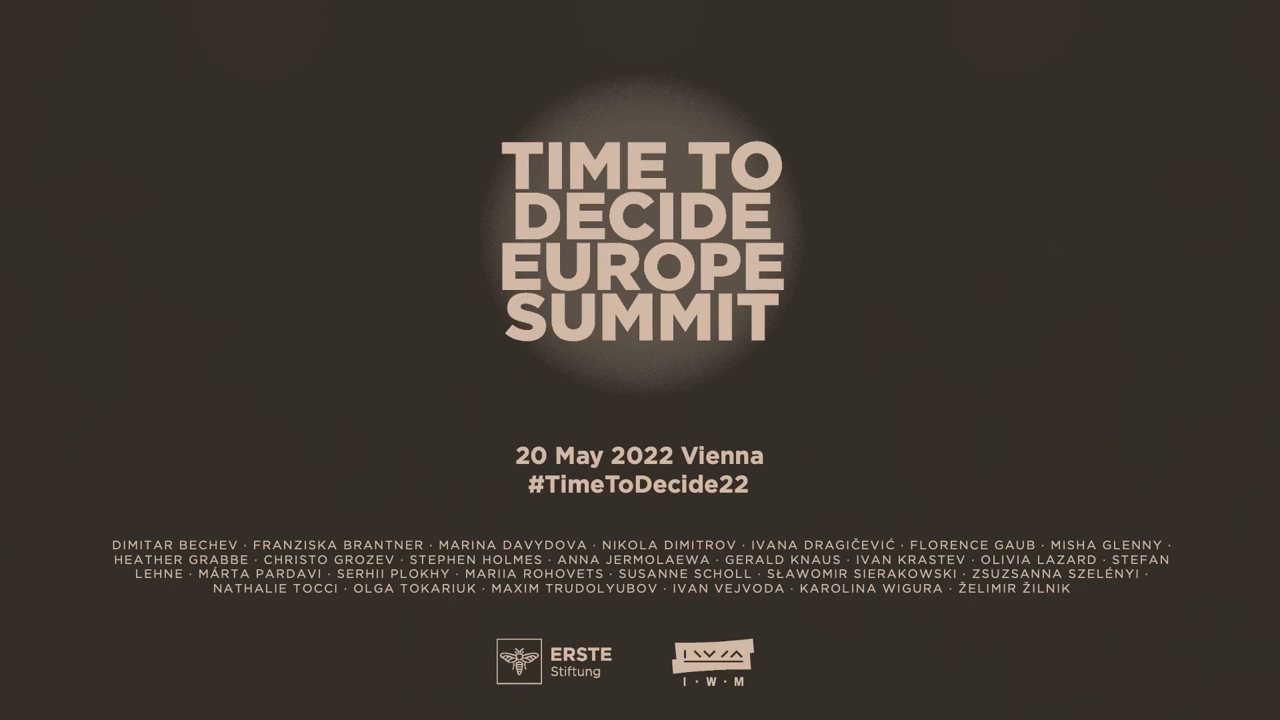 TIME TO
DECIDE
EUROPE
SUMMIT
20 May 2022 Vienna
#TimeToDecide22
DIMITAR BECHEV · FRANZISKA BRANTNER · MARINA DAVYDOVA · NIKOLA DIMITROV · IVANA DRAGIČEVIĆ · FLORENCE GAUB · MISHA GLENNY ·
HEATHER GRABBE · CHRISTO GROZEV · STEPHEN HOLMES · ANNA JERMOLAEWA · GERALD KNAUS · IVAN KRASTEV · OLIVIA LAZARD · STEFAN
LEHNE · MÁRTA PARDAVI · SERHII PLOKHY · MARIIA ROHOVETS · SUSANNE SCHOLL · SŁAWOMIR SIERAKOWSKI · ZSUZSANNA SZELÉNYI ·
NATHALIE TOCCI · OLGA TOKARIUK · MAXIM TRUDOLYUBOV · IVAN VEJVODA · KAROLINA WIGURA · ŽELIMIR ŽILNIK
ERSTE
Stiftung
I · W · M